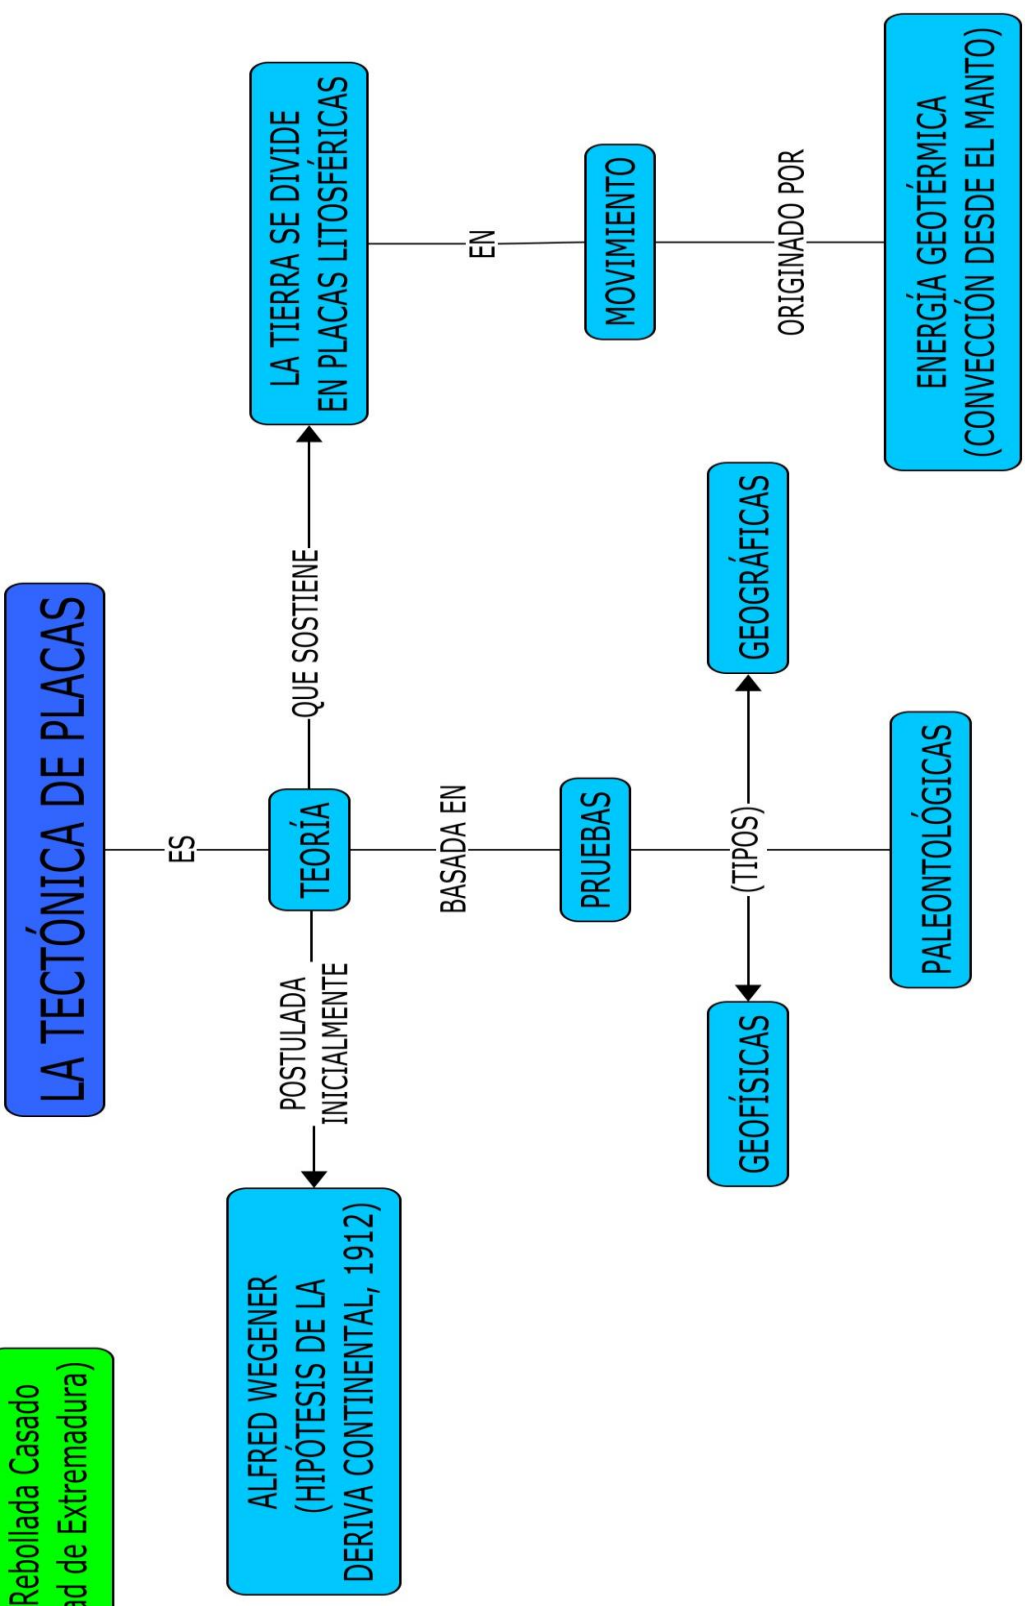 Rebollada Casado
de Extremadura)
LA TECTÓNICA DE PLACAS
ES
TEORÍA
POSTULADA
INICIALMENTE
ALFRED WEGENER
(HIPÓTESIS DE LA
DERIVA CONTINENTAL, 1912)
QUE SOSTIENE
LA TIERRA SE DIVIDE
EN PLACAS LITOSFÉRICAS
EN
MOVIMIENTO
ORIGINADO POR
ENERGÍA GEOTÉRMICA
(CONVECCIÓN DESDE EL MANTO)
BASADA EN
PRUEBAS
(TIPOS)
GEOFÍSICAS
PALEONTOLÓGICAS
GEOGRÁFICAS